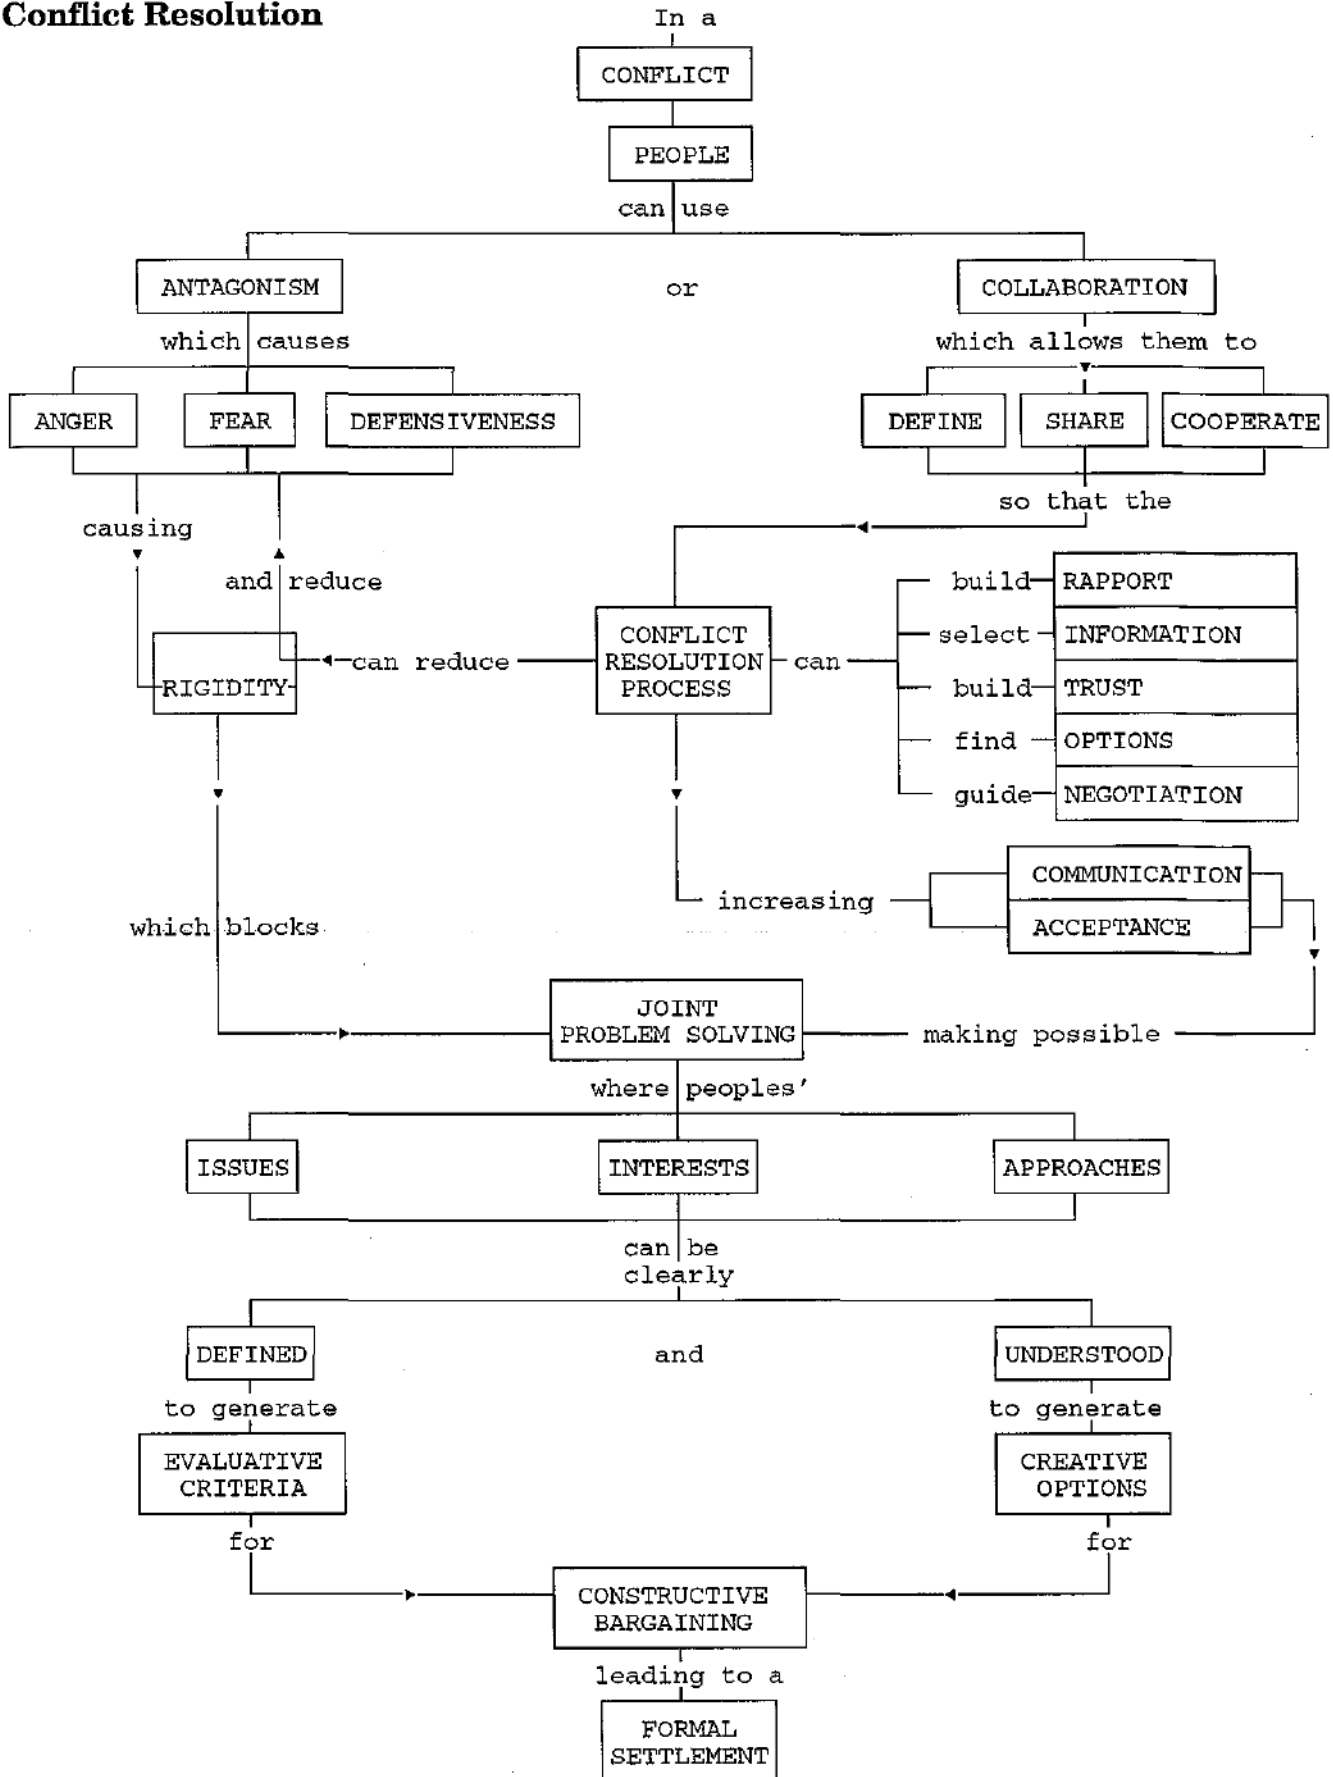 Conflict Resolution
In a
CONFLICT
PEOPLE
can use
ANTAGONISM
or
COLLABORATION
which causes
which allows them to
ANGER
FEAR
DEFENSIVENESS
DEFINE
SHARE
COOPERATE
so that the
causing
and reduce
build RAPPORT
CONFLICT
RESOLUTION
PROCESS
select INFORMATION
can reduce
can
RIGIDITY
build TRUST
find OPTIONS
guide NEGOTIATION
COMMUNICATION
increasing
ACCEPTANCE
which blocks
JOINT
PROBLEM SOLVING
making possible
where peoples'
ISSUES
INTERESTS
APPROACHES
can be
clearly
DEFINED
and
UNDERSTOOD
to generate
to generate
EVALUATIVE
CRITERIA
CREATIVE
OPTIONS
for
for
CONSTRUCTIVE
BARGAINING
leading to a
FORMAL
SETTLEMENT